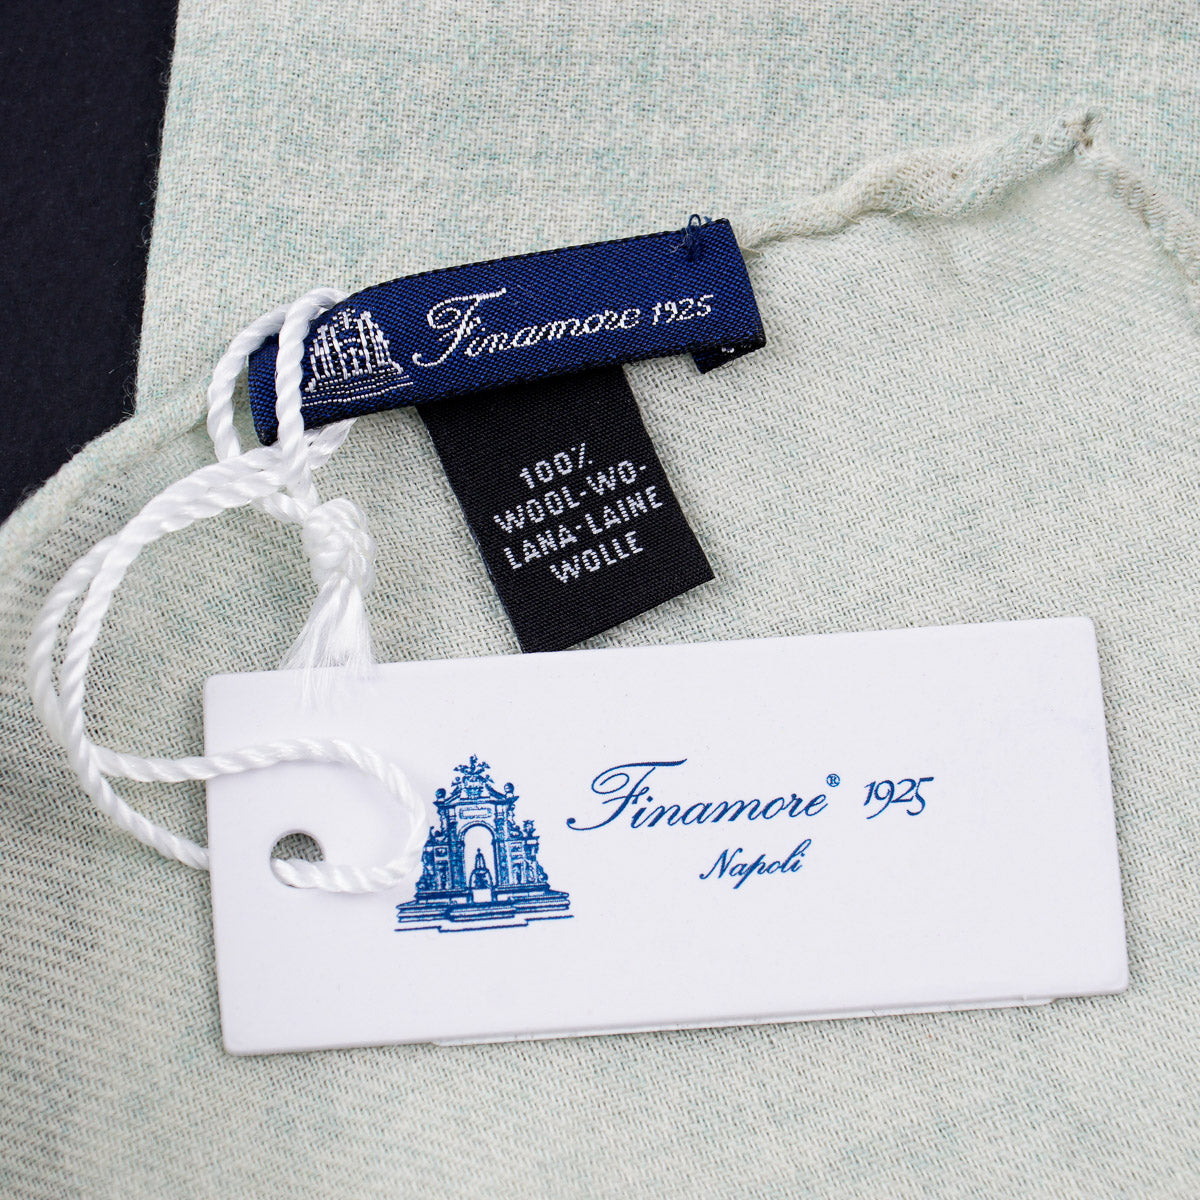 Finamore 1925
100%
WOOL-WO-
LANA-LAINE
WOLLE
Finamore® 1925
Napoli